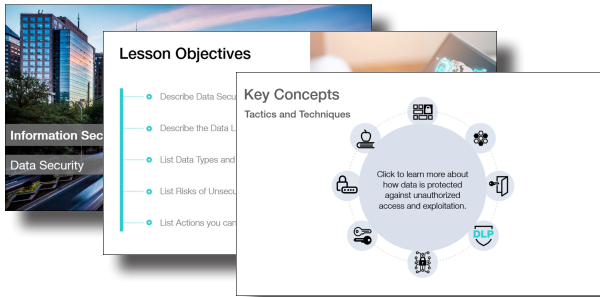 Information Sec
Data Security
Lesson Objectives
Describe Data Secu
Describe the Data L
List Data Types and
List Risks of Unsecu
List Actions you can
Key Concepts
Tactics and Techniques
Click to learn more about
how data is protected
against unauthorized
access and exploitation.
DLP